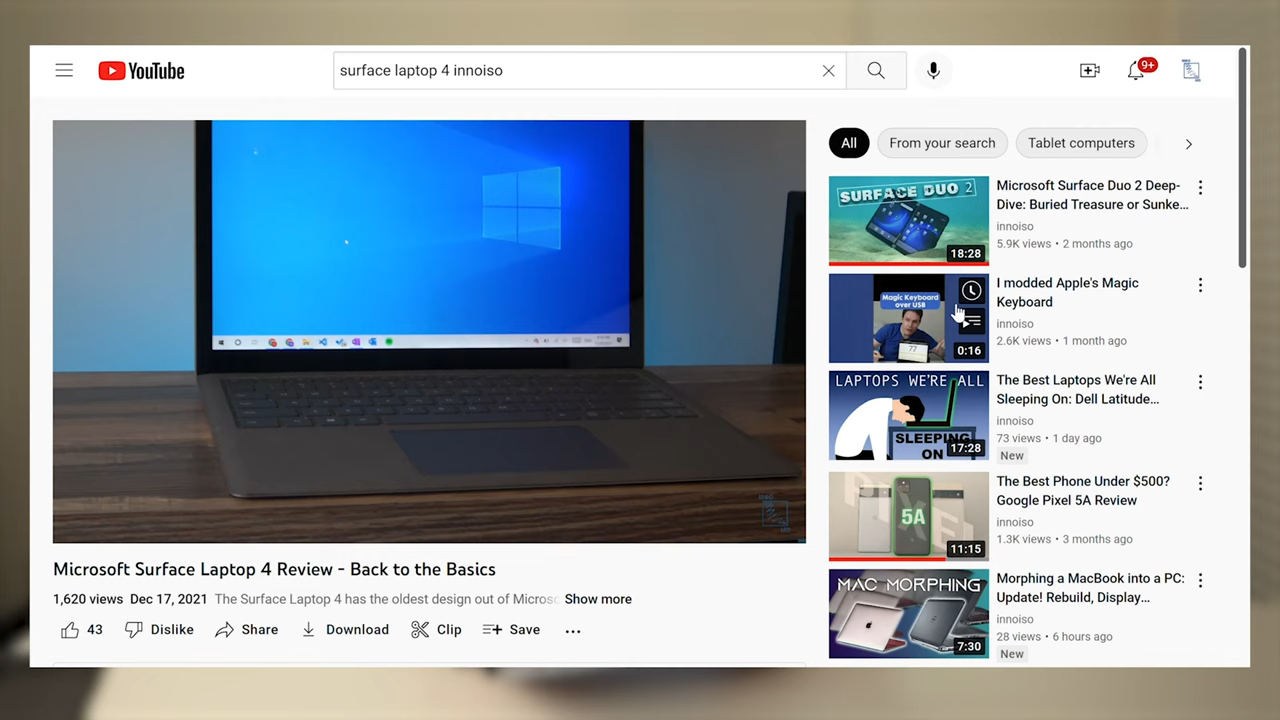 YouTube
surface laptop 4 innoiso
9+
All
From your search
Tablet computers
SURFACE DUO 2
18:28
Microsoft Surface Duo 2 Deep-
Dive: Buried Treasure or Sunke...
innoiso
5.9K views • 2 months ago
Magic Keyboard
over USB
77
0:16
I modded Apple's Magic
Keyboard
innoiso
2.6K views • 1 month ago
LAPTOPS WE'RE ALL
SLEEPING
ON
17:28
The Best Laptops We're All
Sleeping On: Dell Latitude...
innoiso
73 views • 1 day ago
New
5A
11:15
The Best Phone Under $500?
Google Pixel 5A Review
innoiso
1.3K views • 3 months ago
MAC MORPHING
7:30
Morphing a MacBook into a PC:
Update! Rebuild, Display...
innoiso
28 views • 6 hours ago
New
Microsoft Surface Laptop 4 Review - Back to the Basics
1,620 views Dec 17, 2021 The Surface Laptop 4 has the oldest design out of Show more
43 Dislike Share Download Clip Save